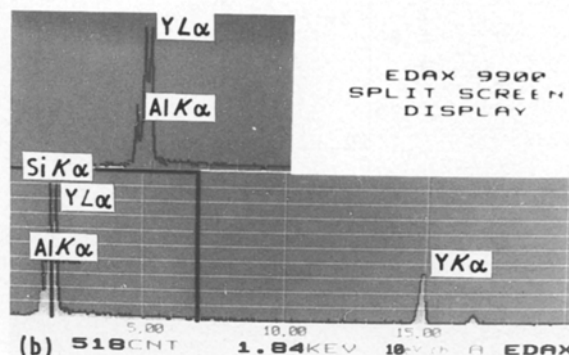 YLα
EDAX 9900
SPLIT SCREEN
DISPLAY
AlKα
SiKα
YLα
AlKα
YKα
5.00 10.00 15.00
(b) 518CNT 1.84KEV A EDAX